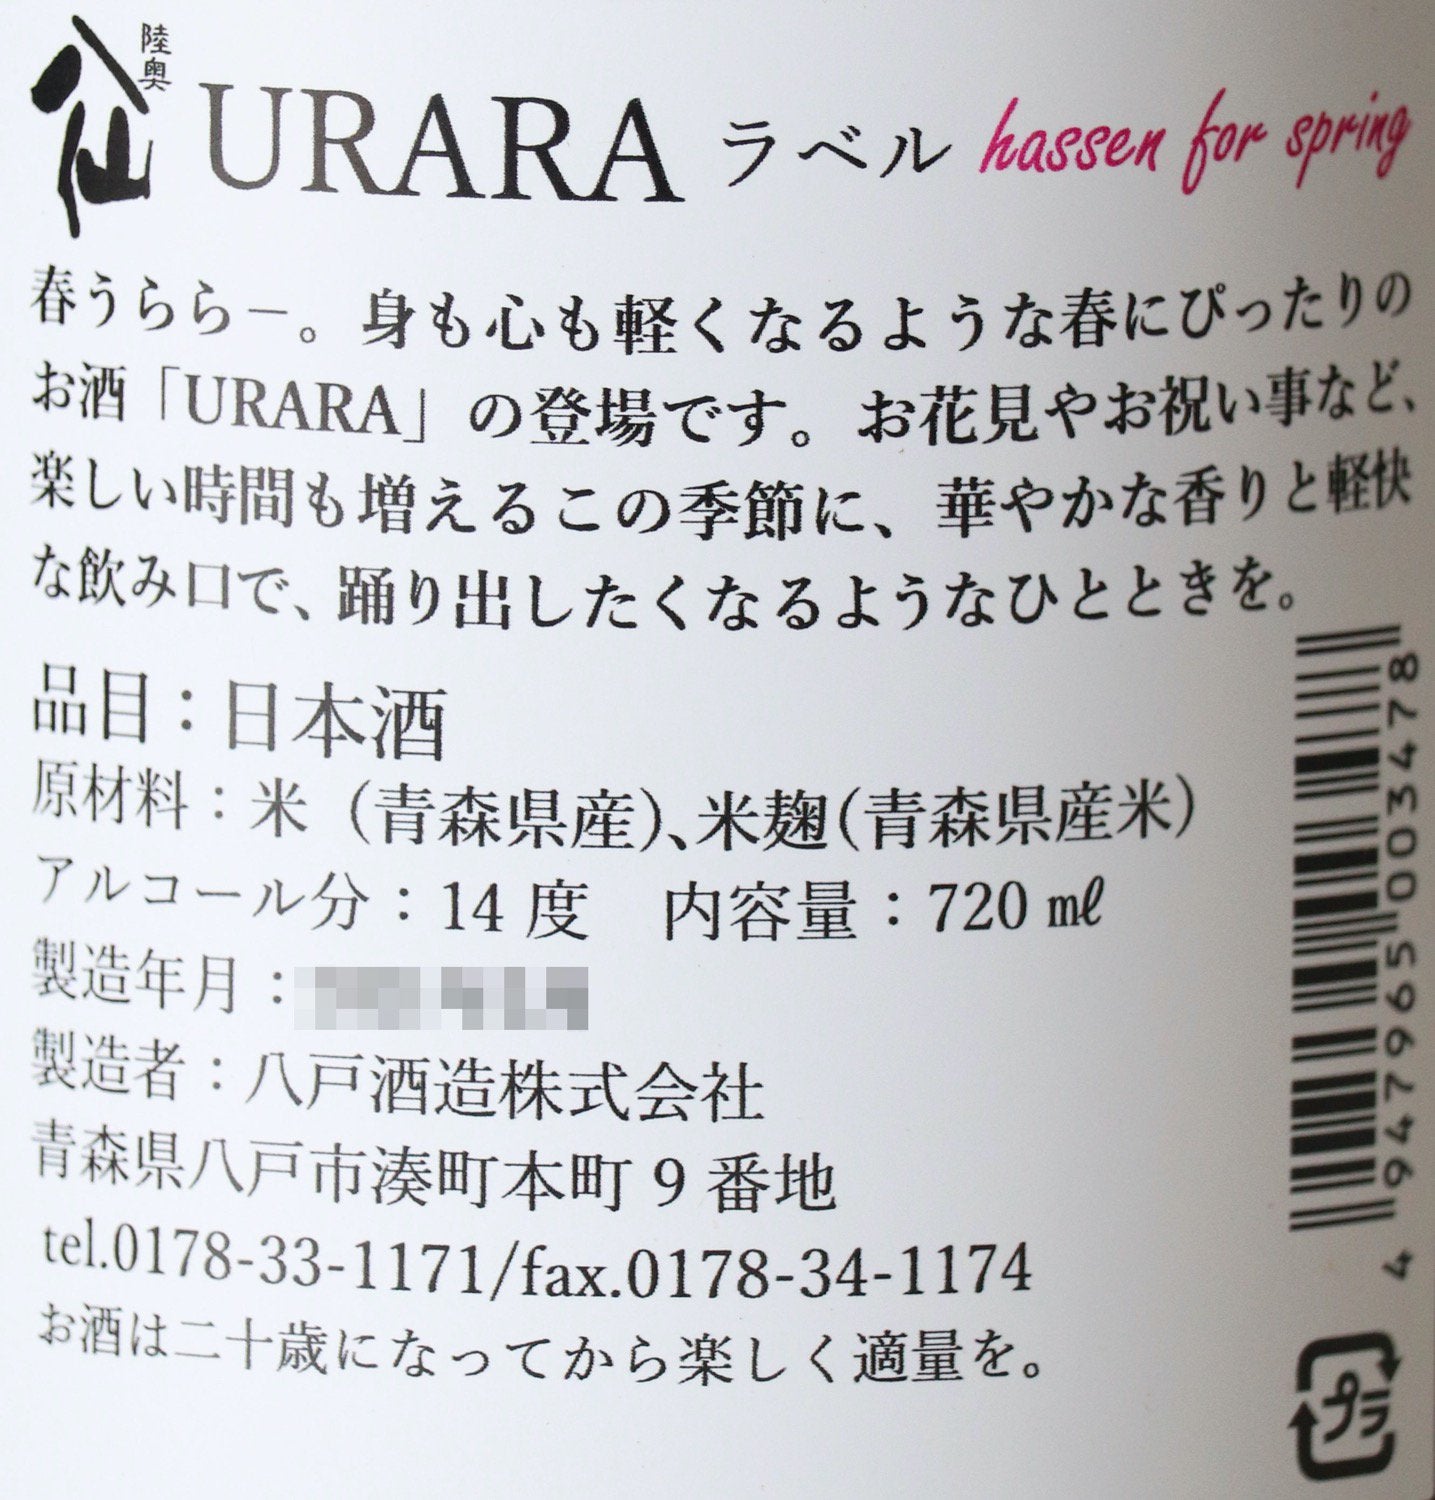 陸奥
八仙
URARA ラベル hassen for spring
春うらら－。身も心も軽くなるような春にぴったりの
お酒「URARA」の登場です。お花見やお祝い事など、
楽しい時間も増えるこの季節に、華やかな香りと軽快
な飲み口で、踊り出したくなるようなひとときを。
品目：日本酒
原材料：米（青森県産）、米麹（青森県産米）
アルコール分：14 度　内容量：720 ㎖
製造年月：
製造者：八戸酒造株式会社
青森県八戸市湊町本町 9 番地
tel.0178-33-1171/fax.0178-34-1174
お酒は二十歳になってから楽しく適量を。
4 947965 003478
プラ